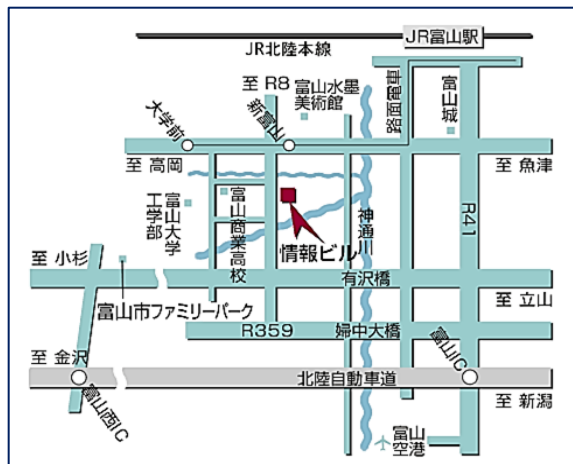 JR富山駅
JR北陸本線
至 R8
富山水墨
美術館
市内路面電車
富山城
大学前
新富山
至 高岡
至 魚津
富山大学
工学部
富山商業高校
情報ビル
神通川
R41
至 小杉
富山市ファミリーパーク
有沢橋
至 立山
R359
婦中大橋
至 金沢
富山IC
北陸自動車道
富山西IC
至 新潟
富山
空港